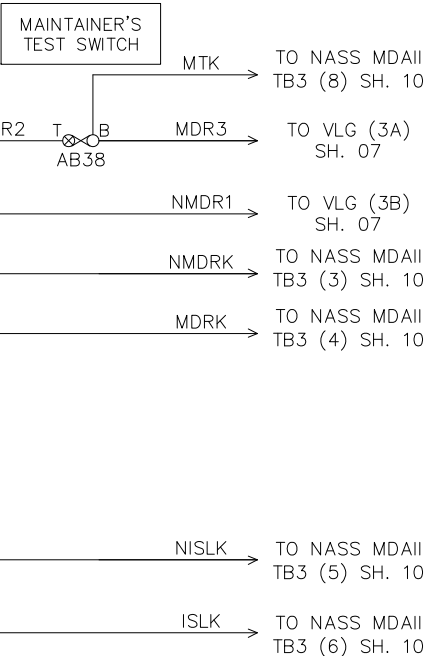 MAINTAINER'S
TEST SWITCH
MTK
TO NASS MDAII
TB3 (8) SH. 10
R2
T
B
MDR3
TO VLG (3A)
SH. 07
AB38
NMDR1
TO VLG (3B)
SH. 07
NMDRK
TO NASS MDAII
TB3 (3) SH. 10
MDRK
TO NASS MDAII
TB3 (4) SH. 10
NISLK
TO NASS MDAII
TB3 (5) SH. 10
ISLK
TO NASS MDAII
TB3 (6) SH. 10